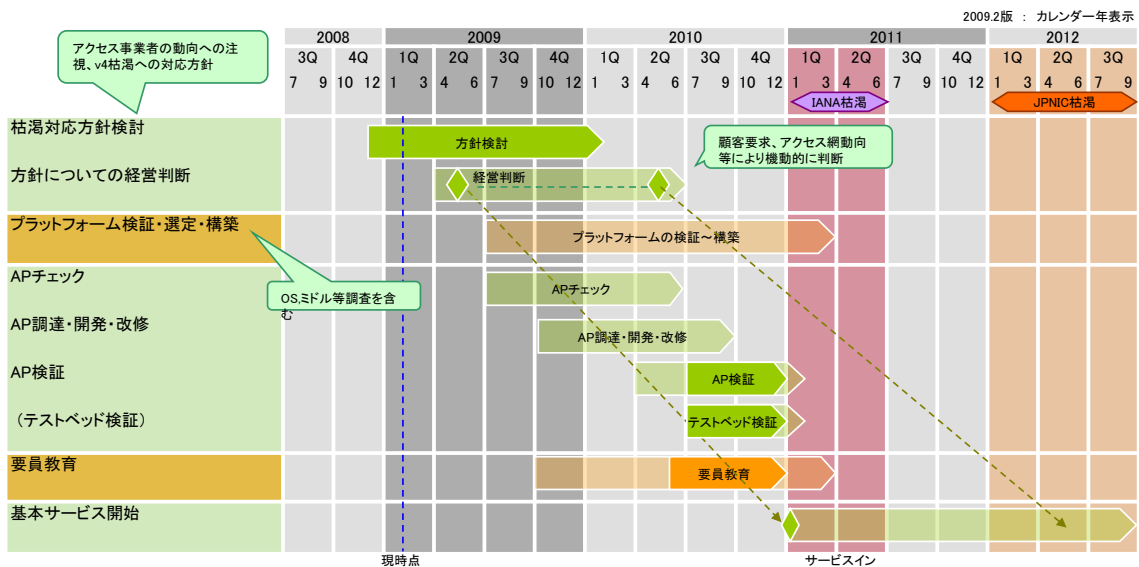 2009.2版 ： カレンダー年表示
アクセス事業者の動向への注
視、v4枯渇への対応方針
2008 2009 2010 2011 2012
3Q 4Q 1Q 2Q 3Q 4Q 1Q 2Q 3Q 4Q 1Q 2Q 3Q 4Q 1Q 2Q 3Q
7 9 10 12 1 3 4 6 7 9 10 12 1 3 4 6 7 9 10 12 1 3 4 6 7 9 10 12 1 3 4 6 7 9
IANA枯渇 JPNIC枯渇
枯渇対応方針検討
方針検討
顧客要求、アクセス網動向
等により機動的に判断
方針についての経営判断
経営判断
プラットフォーム検証・選定・構築
プラットフォームの検証～構築
APチェック
APチェック
OS,ミドル等調査を含
む
AP調達・開発・改修
AP調達・開発・改修
AP検証
AP検証
（テストベッド検証）
テストベッド検証
要員教育
要員教育
基本サービス開始
現時点
サービスイン